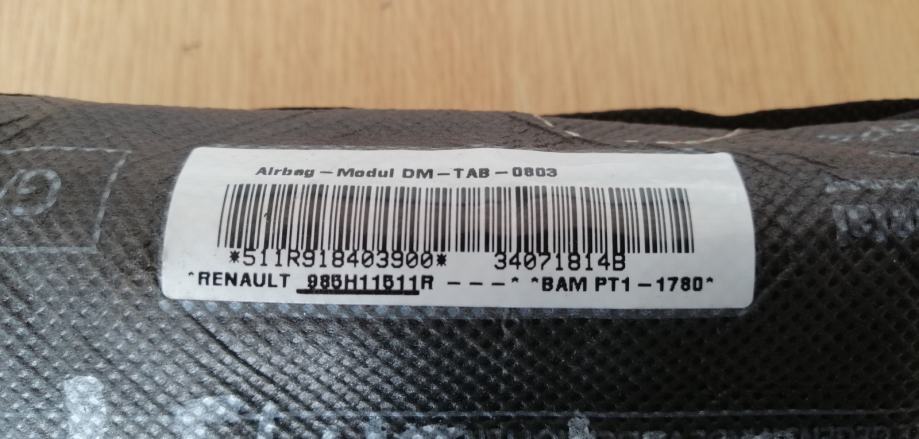 Airbag-Modul DM-TAB-0803
*511R918403900* 34071814B
*RENAULT 985H11511R ---* *BAM PT1-1780*